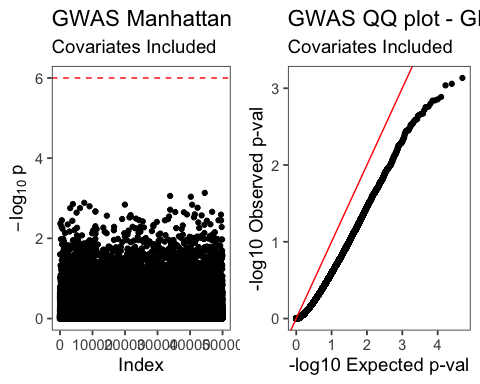 GWAS Manhattan
Covariates Included
6
4
2
0
−log₁₀ p
0 10000 20000 30000 40000 50000
Index
GWAS QQ plot - Gl
Covariates Included
3
2
1
0
-log10 Observed p-val
0 1 2 3 4
-log10 Expected p-val